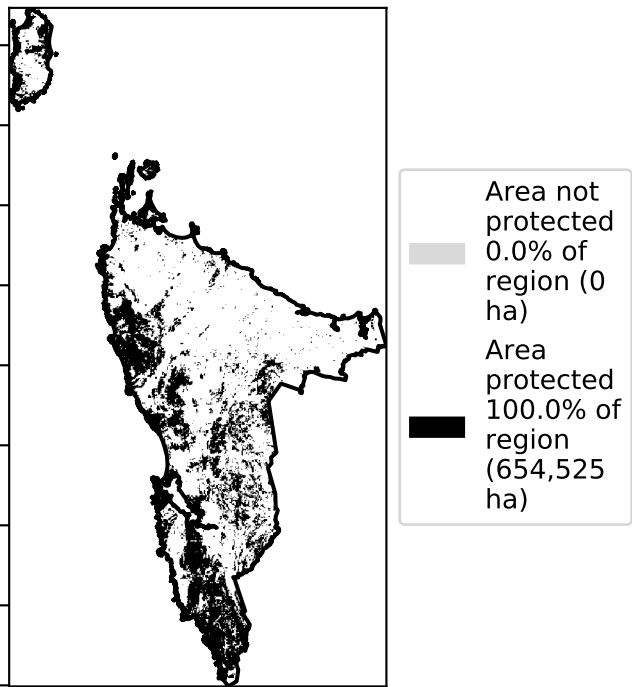 Area not
protected
0.0% of
region (0
ha)
Area
protected
100.0% of
region
(654,525
ha)